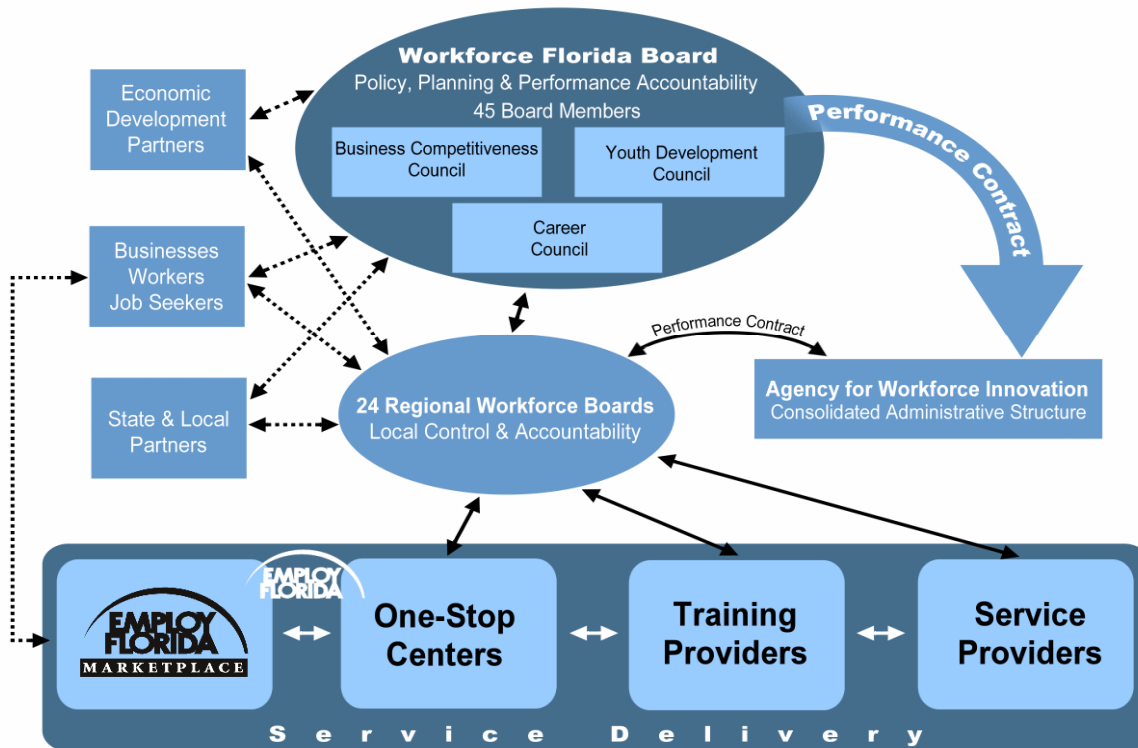 Workforce Florida Board
Policy, Planning & Performance Accountability
45 Board Members
Business Competitiveness
Council
Youth Development
Council
Career
Council
Performance Contract
Economic
Development
Partners
Businesses
Workers
Job Seekers
State & Local
Partners
24 Regional Workforce Boards
Local Control & Accountability
Performance Contract
Agency for Workforce Innovation
Consolidated Administrative Structure
EMPLOY
FLORIDA
MARKETPLACE
EMPLOY
FLORIDA
One-Stop
Centers
Training
Providers
Service
Providers
Service Delivery